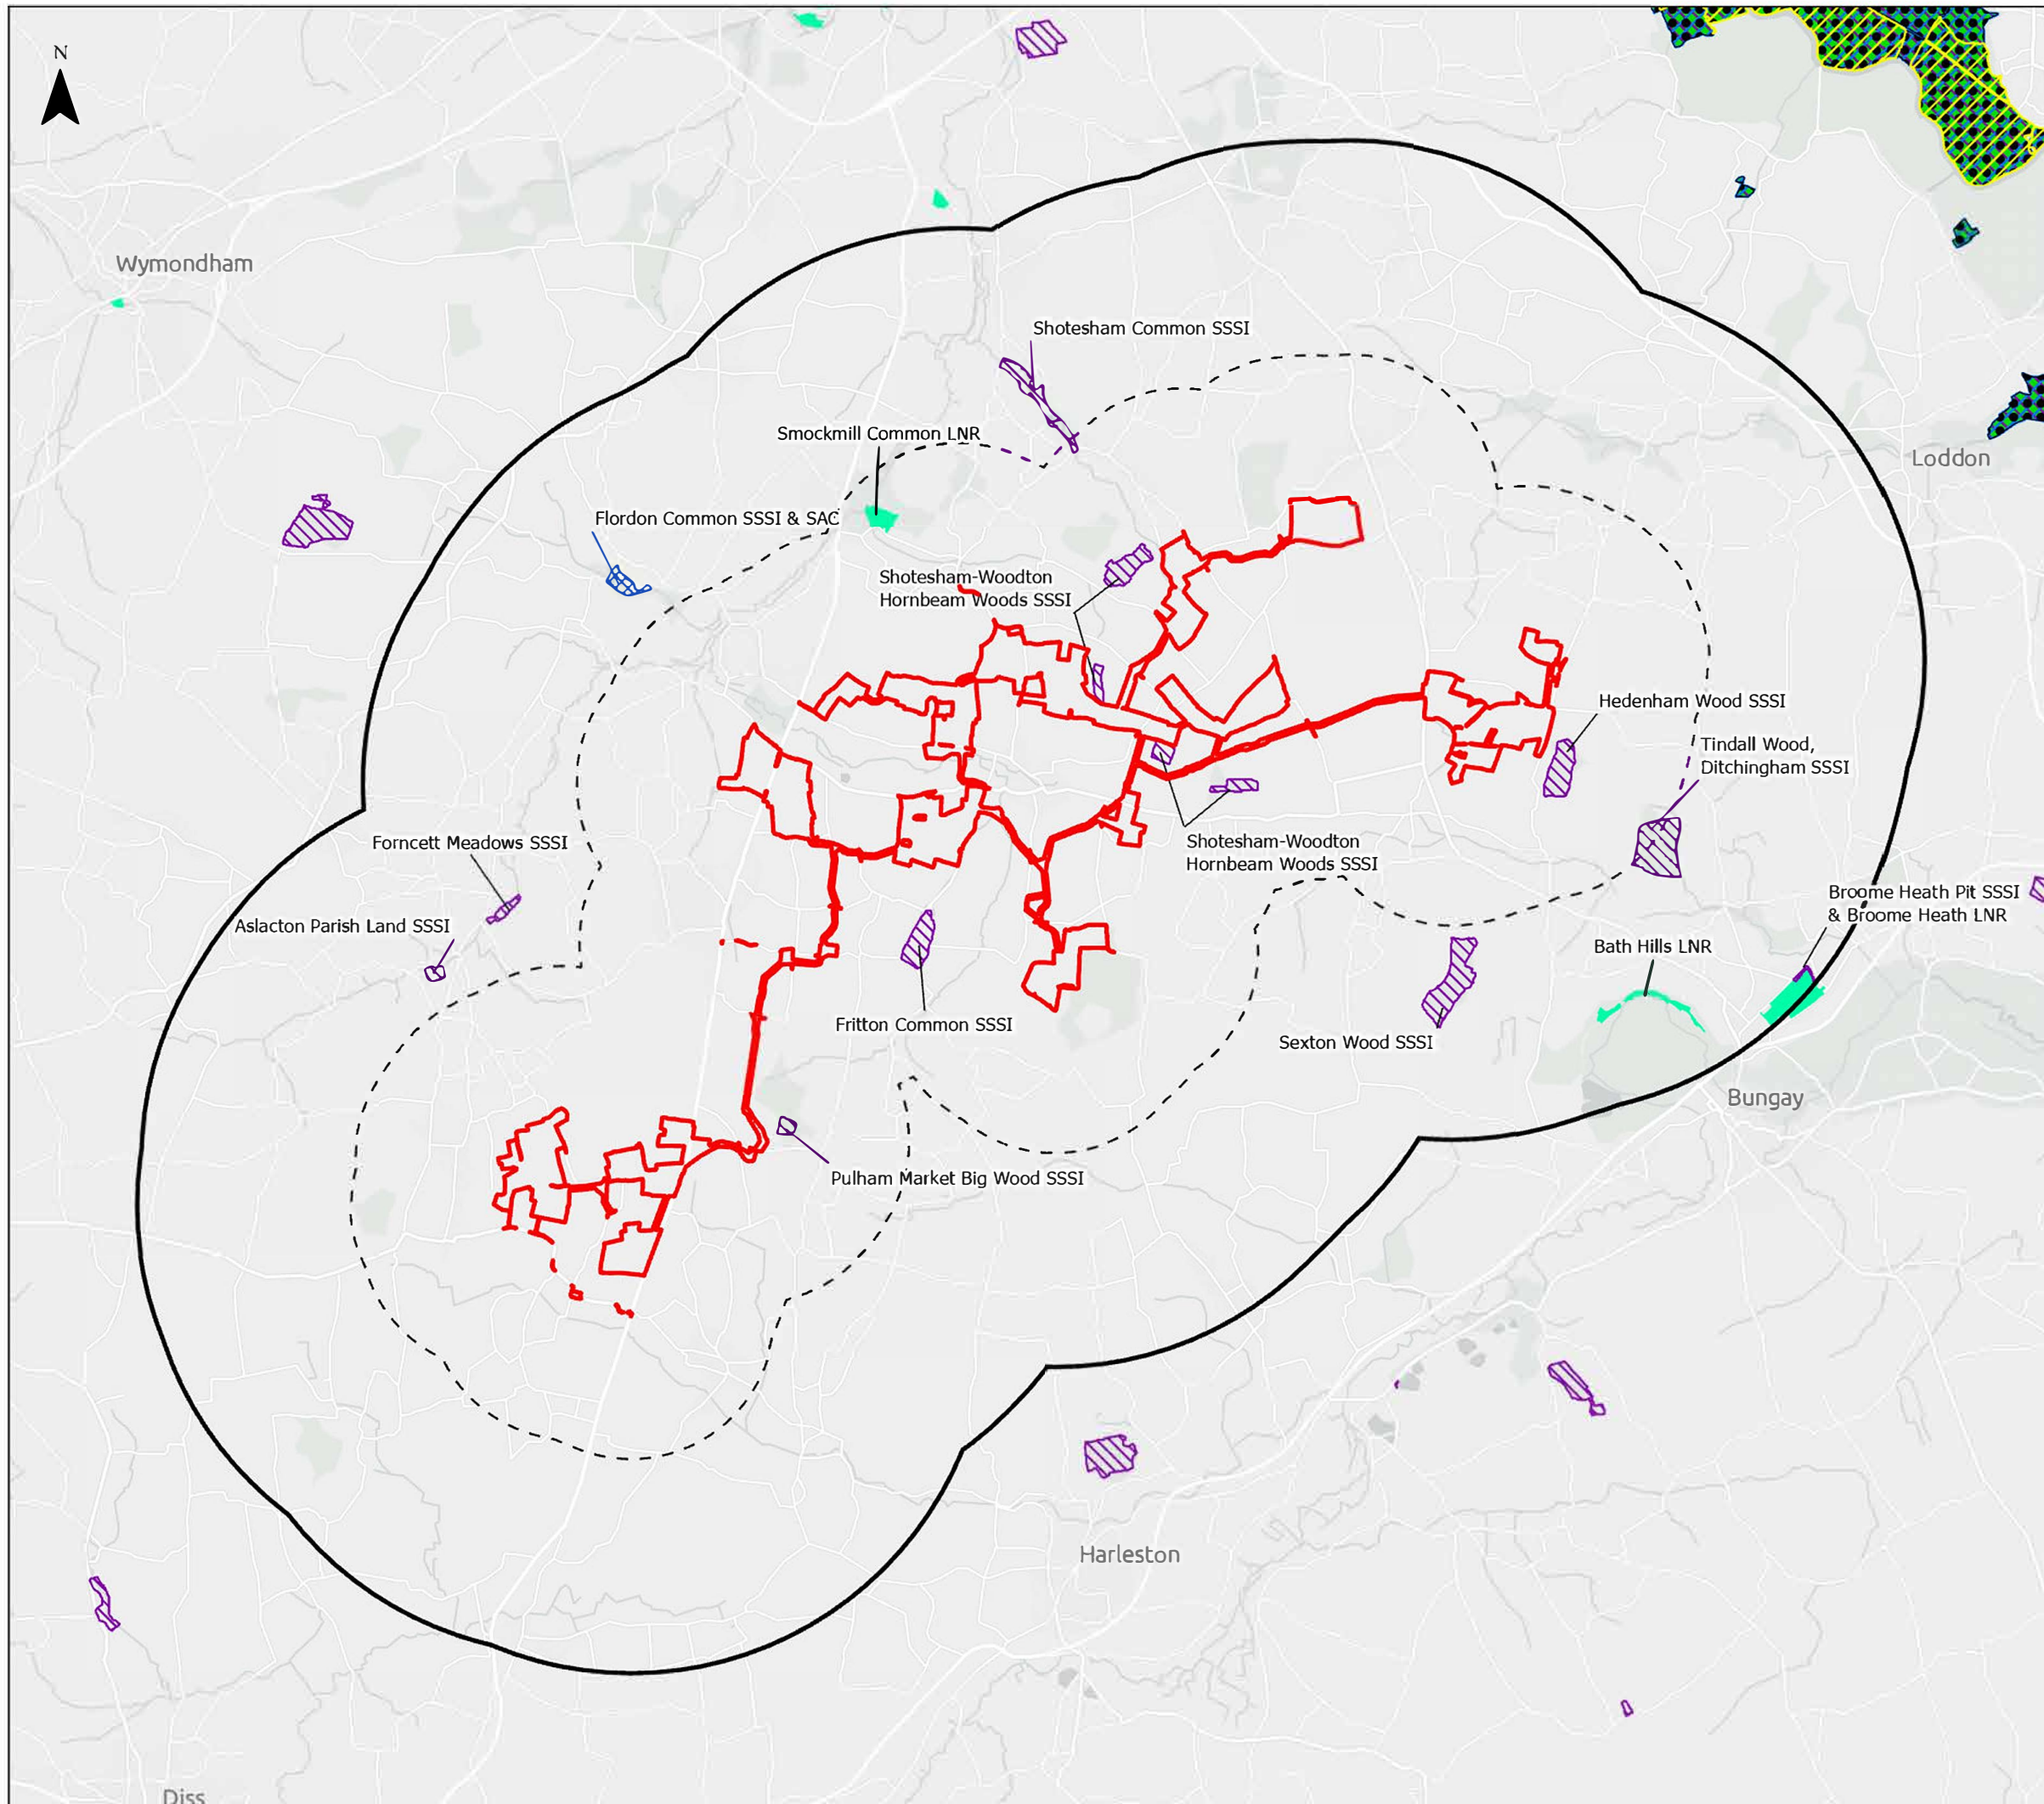 N
Wymondham
Shotesham Common SSSI
Smockmill Common LNR
Loddon
Flordon Common SSSI & SAC
Shotesham-Woodton
Hornbeam Woods SSSI
Hedenham Wood SSSI
Tindall Wood,
Ditchingham SSSI
Forncett Meadows SSSI
Shotesham-Woodton
Hornbeam Woods SSSI
Broome Heath Pit SSSI
& Broome Heath LNR
Aslacton Parish Land SSSI
Bath Hills LNR
Fritton Common SSSI
Sexton Wood SSSI
Bungay
Pulham Market Big Wood SSSI
Harleston
Diss